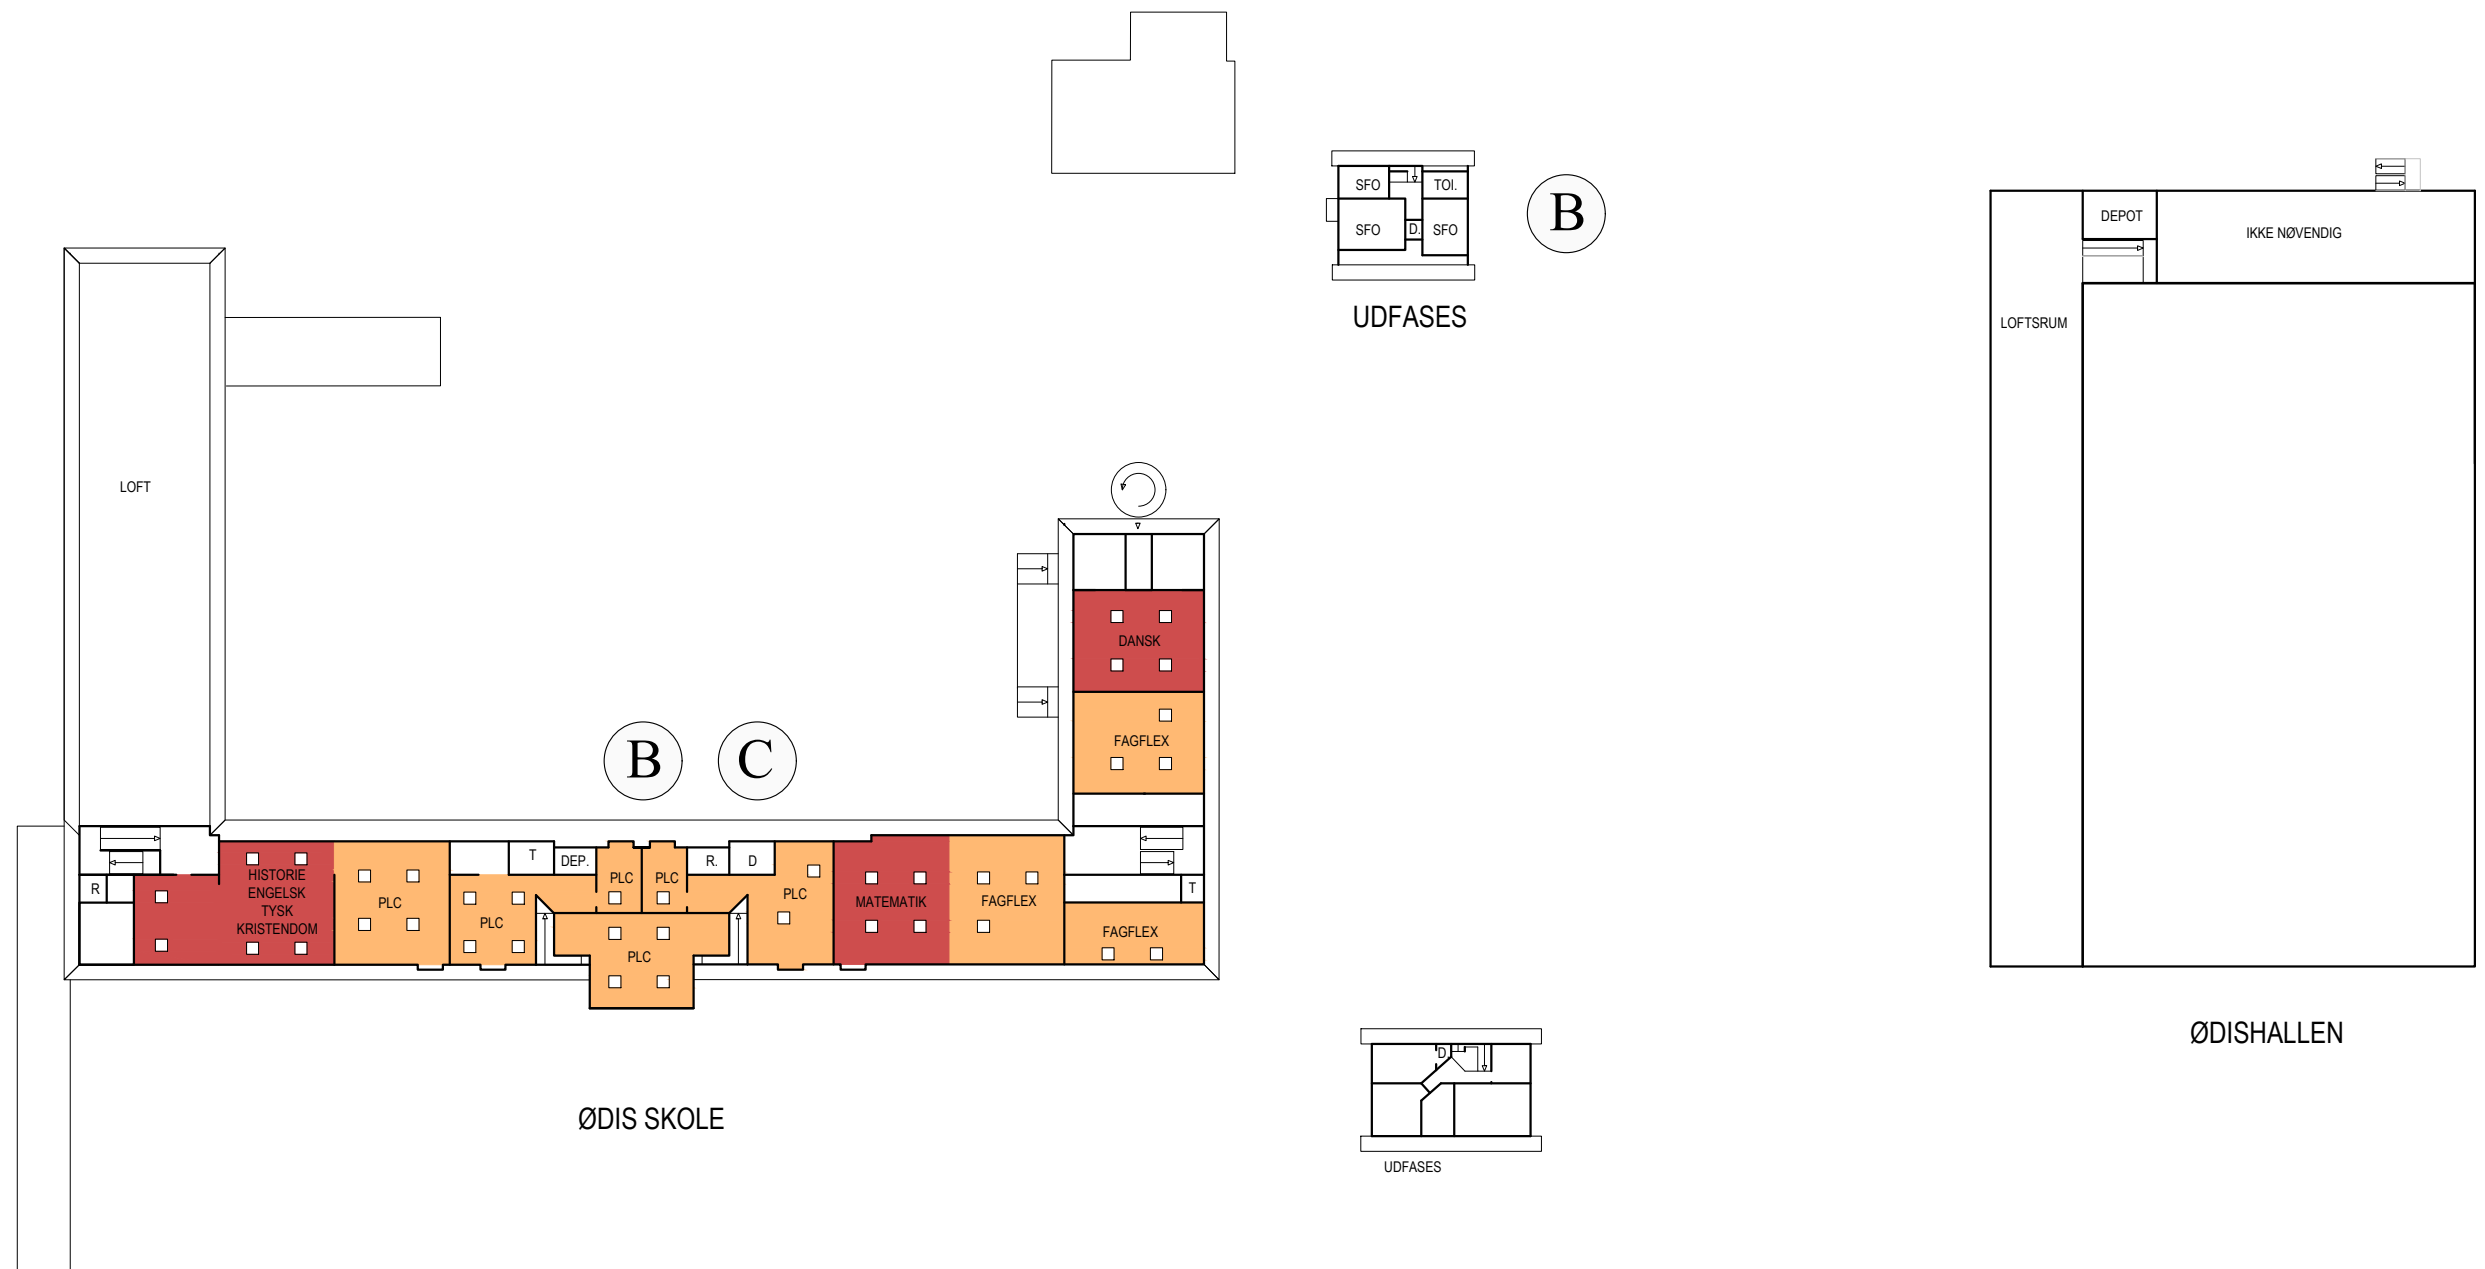 SFO
TOI.
SFO
D.
SFO
B
UDFASES
DEPOT
IKKE NØVENDIG
LOFTSRUM
LOFT
DANSK
FAGFLEX
B
C
T
DEP.
R.
D
HISTORIE
ENGELSK
TYSK
KRISTENDOM
R
PLC
PLC
PLC
PLC
PLC
PLC
MATEMATIK
FAGFLEX
T
FAGFLEX
ØDISHALLEN
D.
UDFASES
ØDIS SKOLE